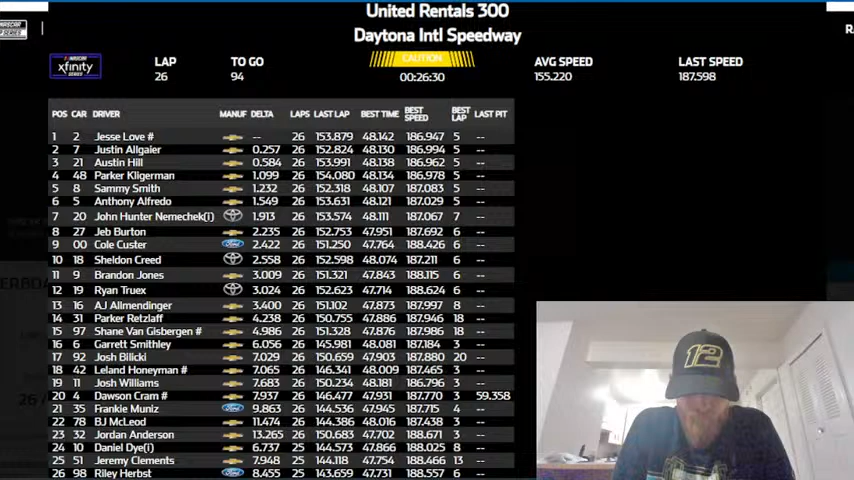 United Rentals 300
Daytona Intl Speedway
NASCAR
SERIES
R
xfinity
SERIES
LAP TO GO CAUTION AVG SPEED LAST SPEED
26 94 00:26:30 155.220 187.598
POS CAR DRIVER MANUF DELTA LAPS LAST LAP BEST TIME BEST SPEED BEST LAP LAST PIT
1 2 Jesse Love # -- 26 153.879 48.142 186.947 5 --
2 7 Justin Allgaier 0.257 26 152.824 48.130 186.994 5 --
3 21 Austin Hill 0.584 26 153.991 48.138 186.962 5 --
4 48 Parker Kligerman 1.099 26 154.080 48.134 186.978 5 --
5 8 Sammy Smith 1.232 26 152.318 48.107 187.083 5 --
6 5 Anthony Alfredo 1.549 26 153.631 48.121 187.029 5 --
7 20 John Hunter Nemechek(i) 1.913 26 153.574 48.111 187.067 7 --
8 27 Jeb Burton 2.235 26 152.753 47.951 187.692 6 --
9 00 Cole Custer 2.422 26 151.250 47.764 188.426 6 --
10 18 Sheldon Creed 2.558 26 152.598 48.074 187.211 6 --
11 9 Brandon Jones 3.009 26 151.321 47.843 188.115 6 --
12 19 Ryan Truex 3.024 26 152.623 47.714 188.624 6 --
13 16 AJ Allmendinger 3.400 26 151.102 47.873 187.997 8 --
14 31 Parker Retzlaff 4.238 26 150.755 47.886 187.946 18 --
15 97 Shane Van Gisbergen # 4.986 26 151.328 47.876 187.986 18 --
16 6 Garrett Smithley 6.056 26 145.981 48.081 187.184 3 --
17 92 Josh Bilicki 7.029 26 150.659 47.903 187.880 20 --
18 42 Leland Honeyman # 7.065 26 146.341 48.009 187.465 3 --
19 11 Josh Williams 7.683 26 150.234 48.181 186.796 3 --
20 4 Dawson Cram # 7.937 26 146.477 47.931 187.770 3 59.358
21 35 Frankie Muniz 9.863 26 144.536 47.945 187.715 4 --
22 78 BJ McLeod 11.474 26 144.386 48.016 187.438 3 --
23 32 Jordan Anderson 13.265 26 150.683 47.702 188.671 3 --
24 10 Daniel Dye(i) 6.737 25 144.573 47.866 188.025 8 --
25 51 Jeremy Clements 7.948 25 144.118 47.754 188.466 13 --
26 98 Riley Herbst 8.455 25 143.659 47.731 188.557 6 --
12